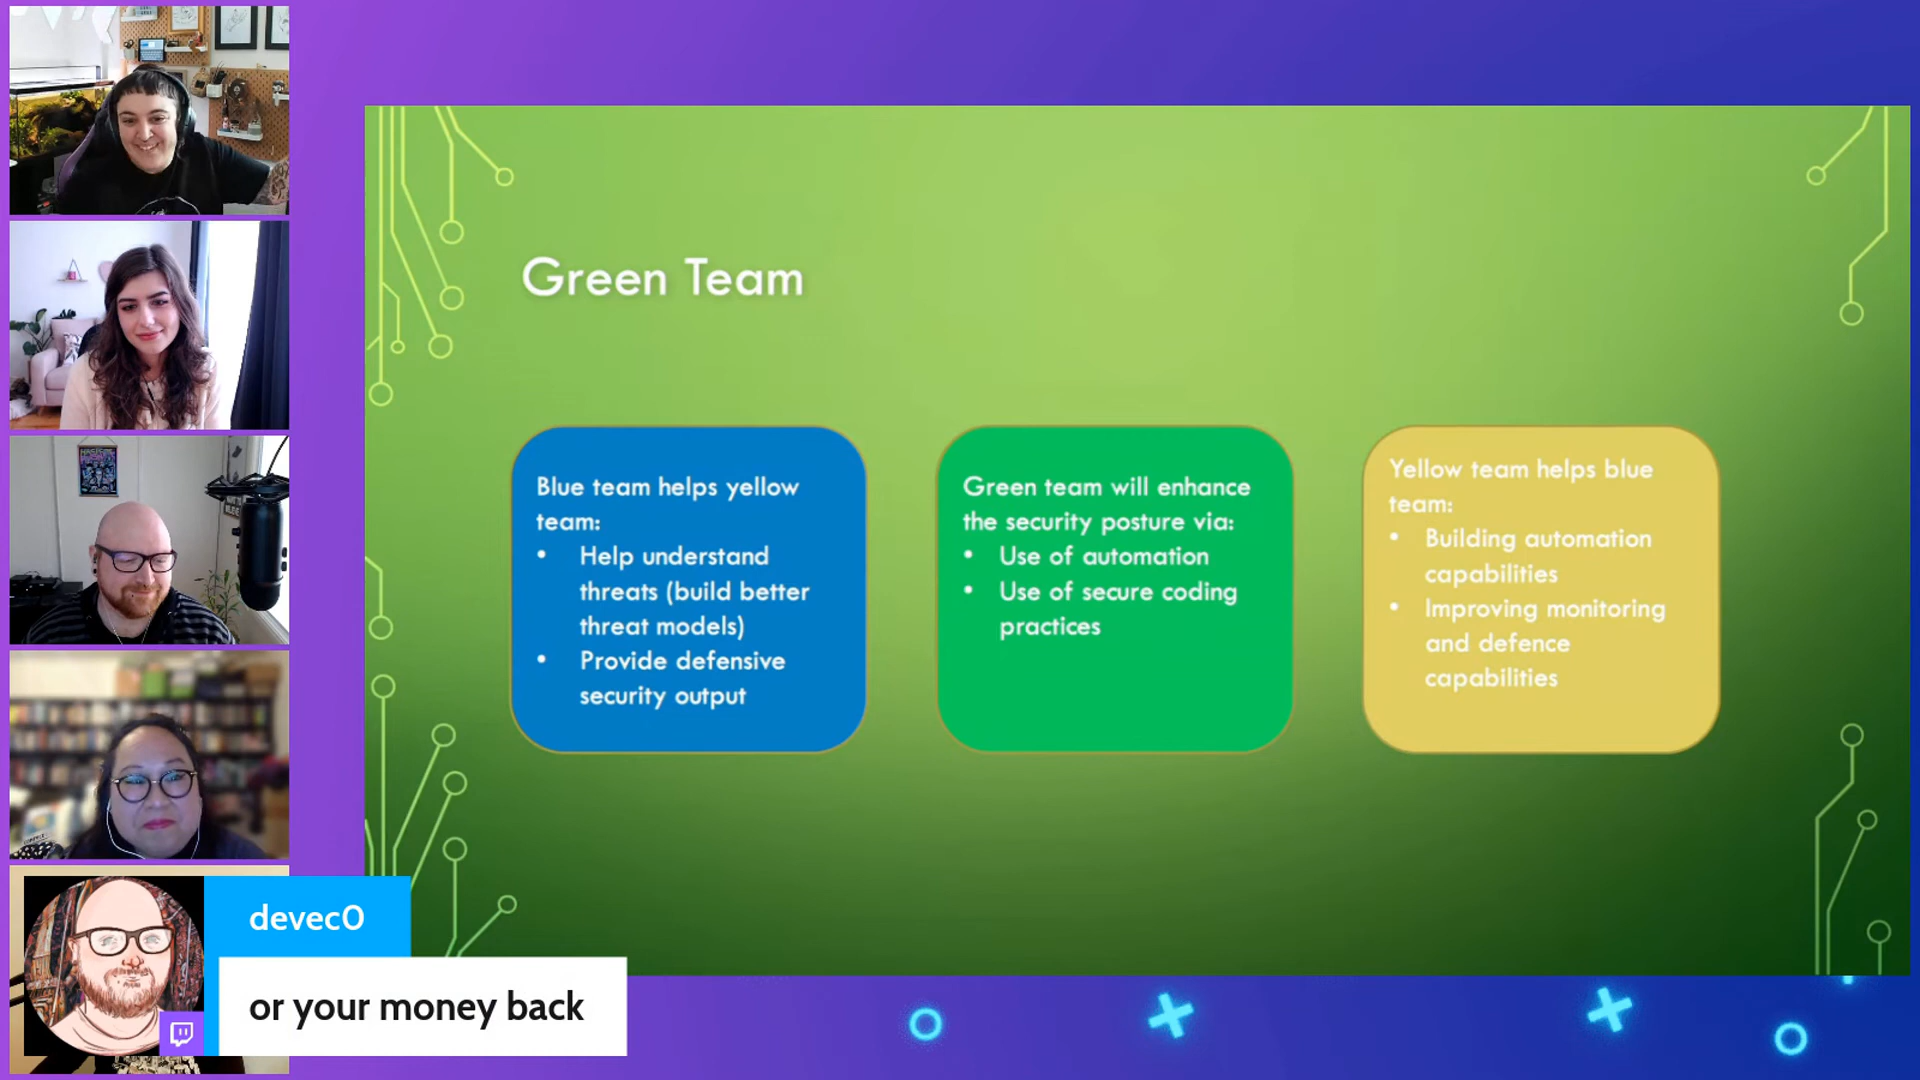 Green Team
Blue team helps yellow
team:
• Help understand
threats (build better
threat models)
• Provide defensive
security output
Green team will enhance
the security posture via:
• Use of automation
• Use of secure coding
practices
Yellow team helps blue
team:
• Building automation
capabilities
• Improving monitoring
and defence
capabilities
devec0
or your money back